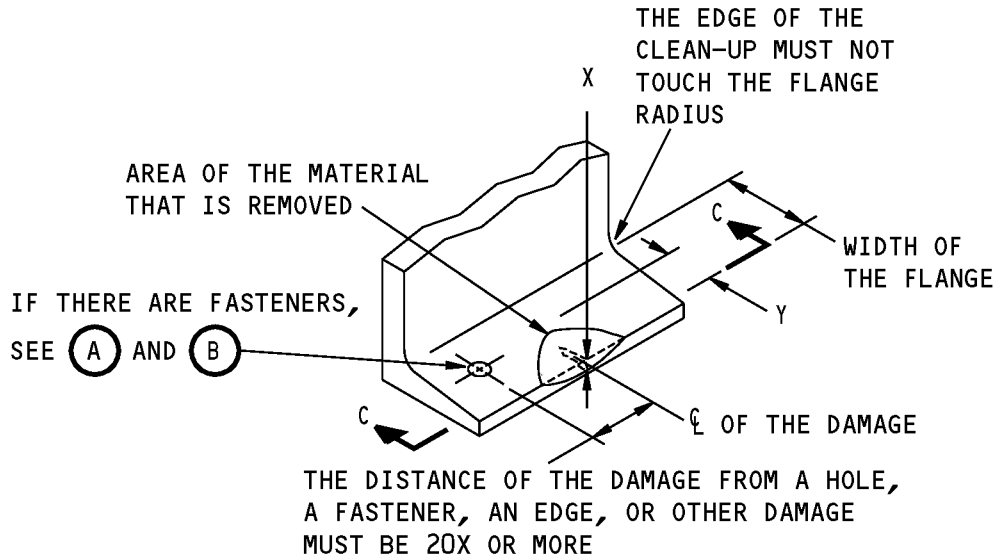 THE EDGE OF THE
CLEAN-UP MUST NOT
TOUCH THE FLANGE
RADIUS
X
AREA OF THE MATERIAL
THAT IS REMOVED
C
WIDTH OF
THE FLANGE
IF THERE ARE FASTENERS,
SEE A AND B
Y
C
℄ OF THE DAMAGE
THE DISTANCE OF THE DAMAGE FROM A HOLE,
A FASTENER, AN EDGE, OR OTHER DAMAGE
MUST BE 20X OR MORE